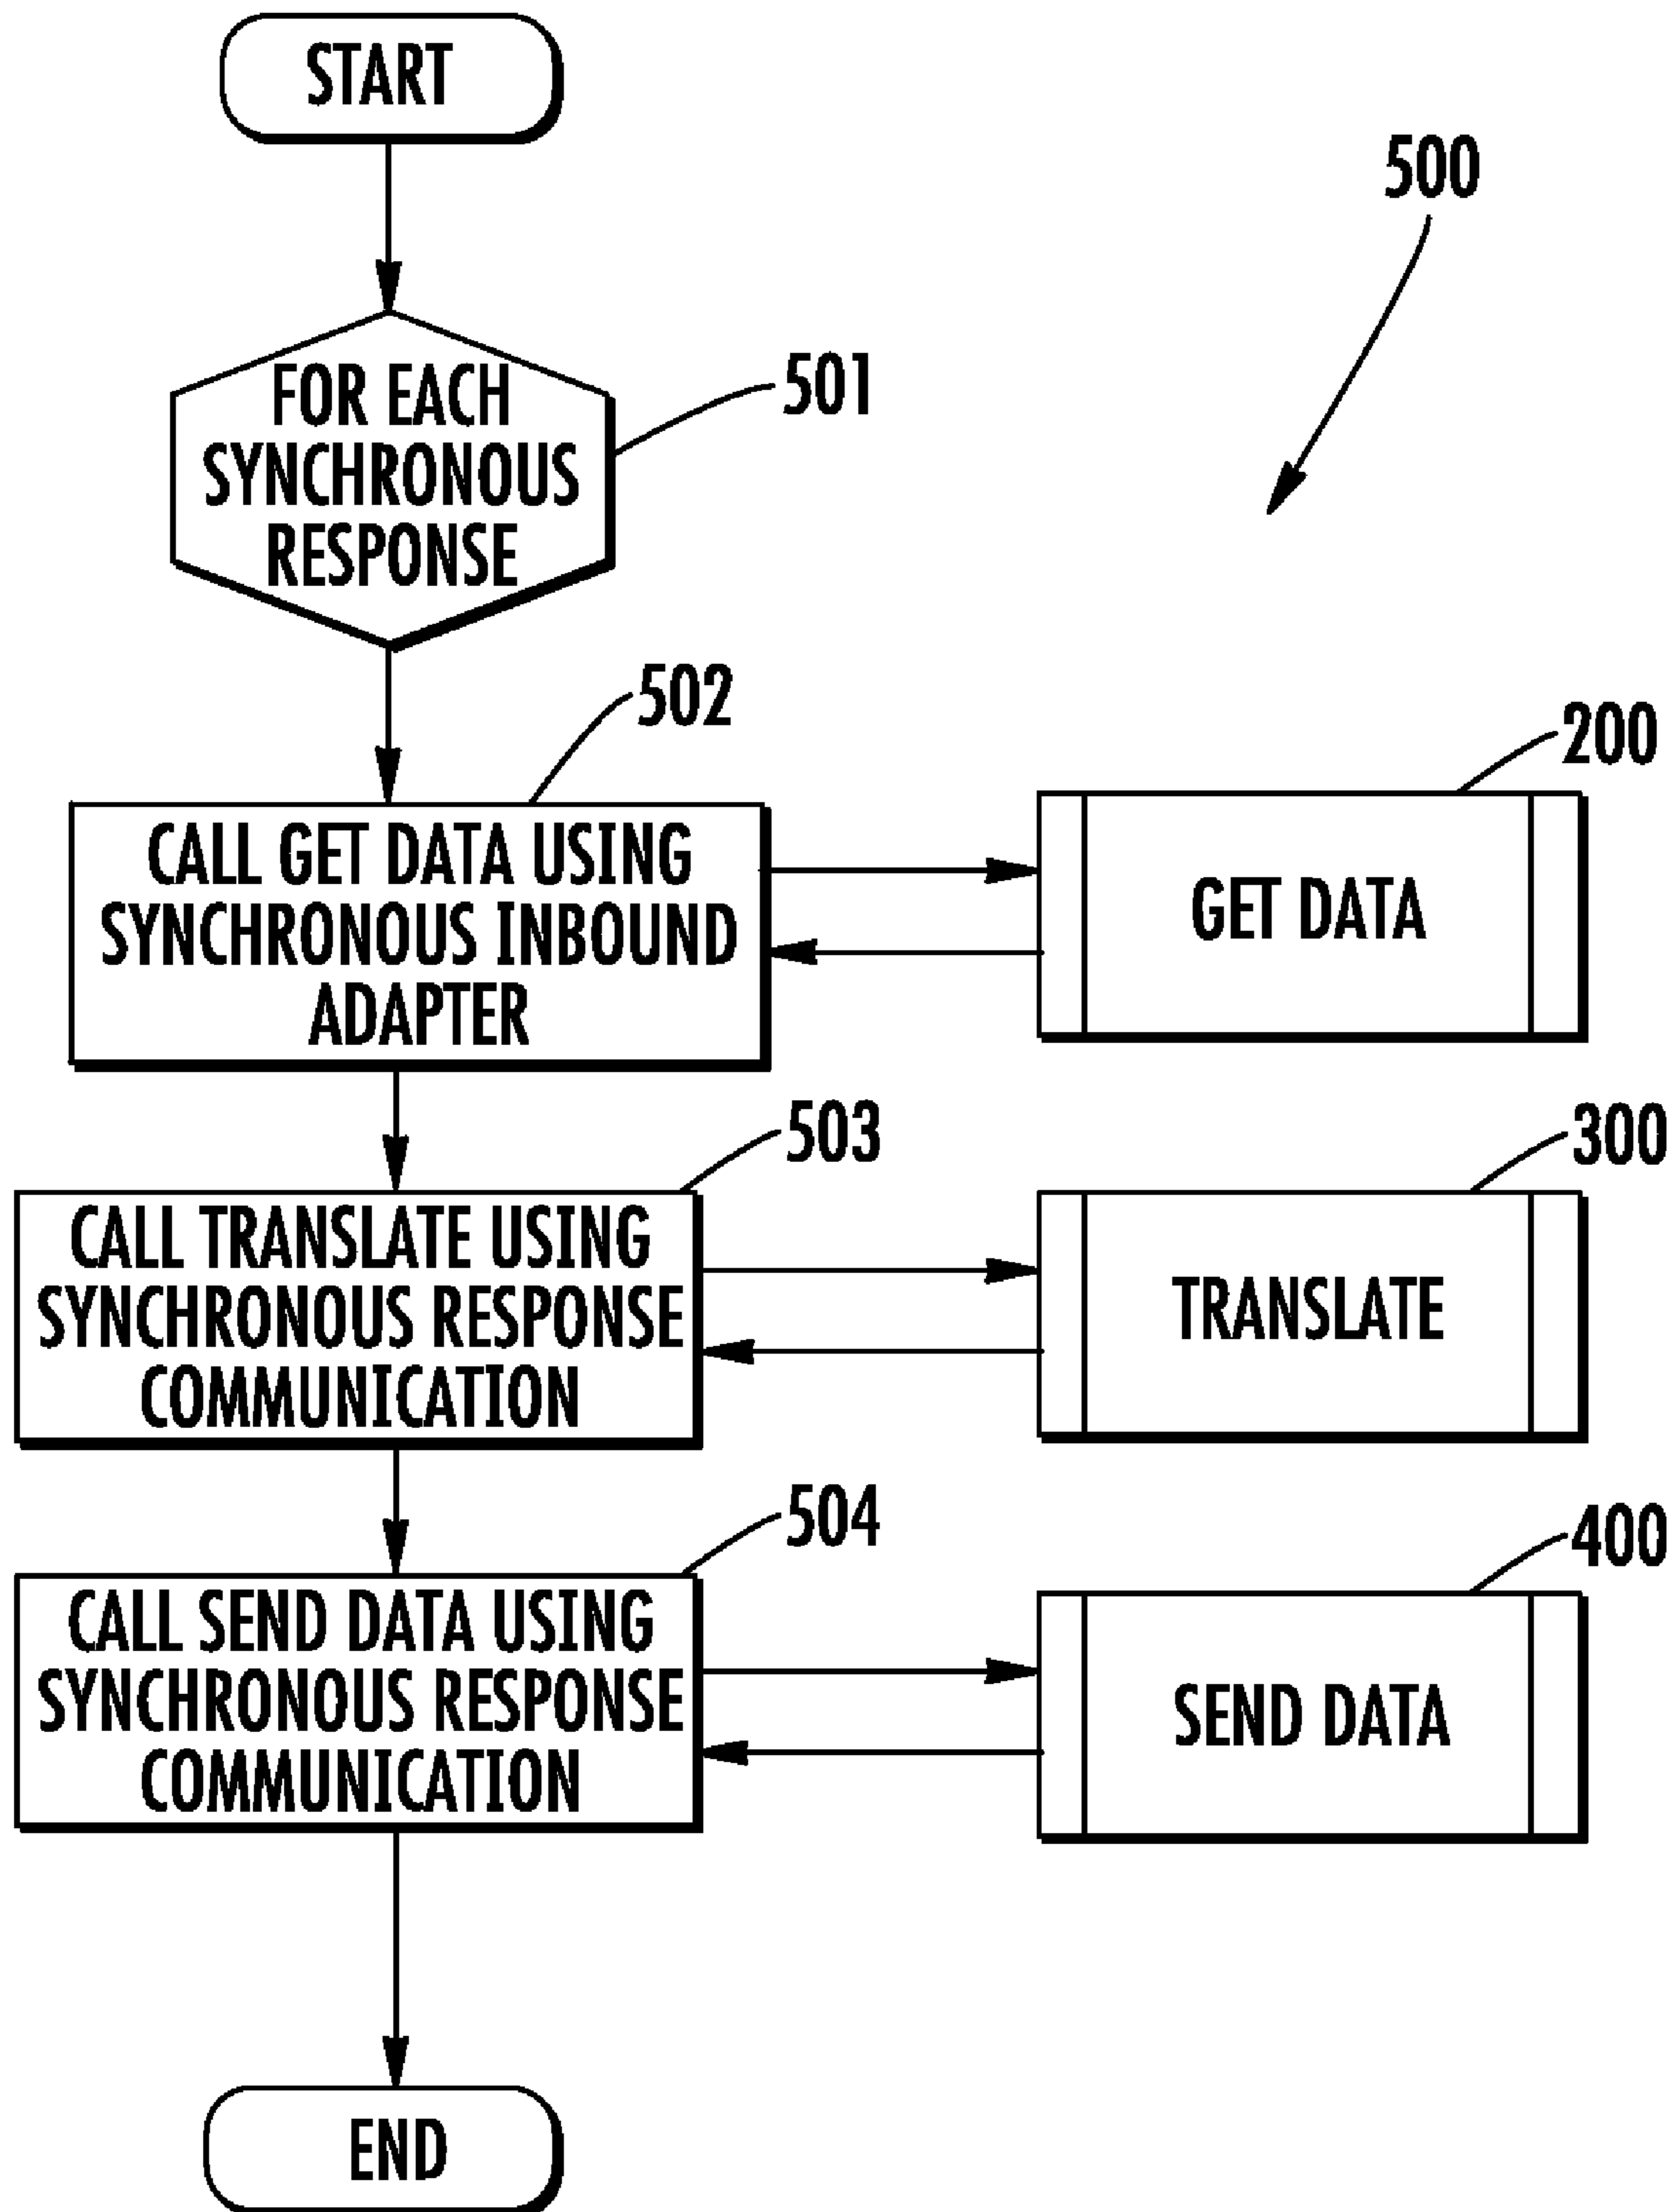 START
500
FOR EACH
SYNCHRONOUS
RESPONSE
501
502
CALL GET DATA USING
SYNCHRONOUS INBOUND
ADAPTER
200
GET DATA
503
CALL TRANSLATE USING
SYNCHRONOUS RESPONSE
COMMUNICATION
300
TRANSLATE
504
CALL SEND DATA USING
SYNCHRONOUS RESPONSE
COMMUNICATION
400
SEND DATA
END